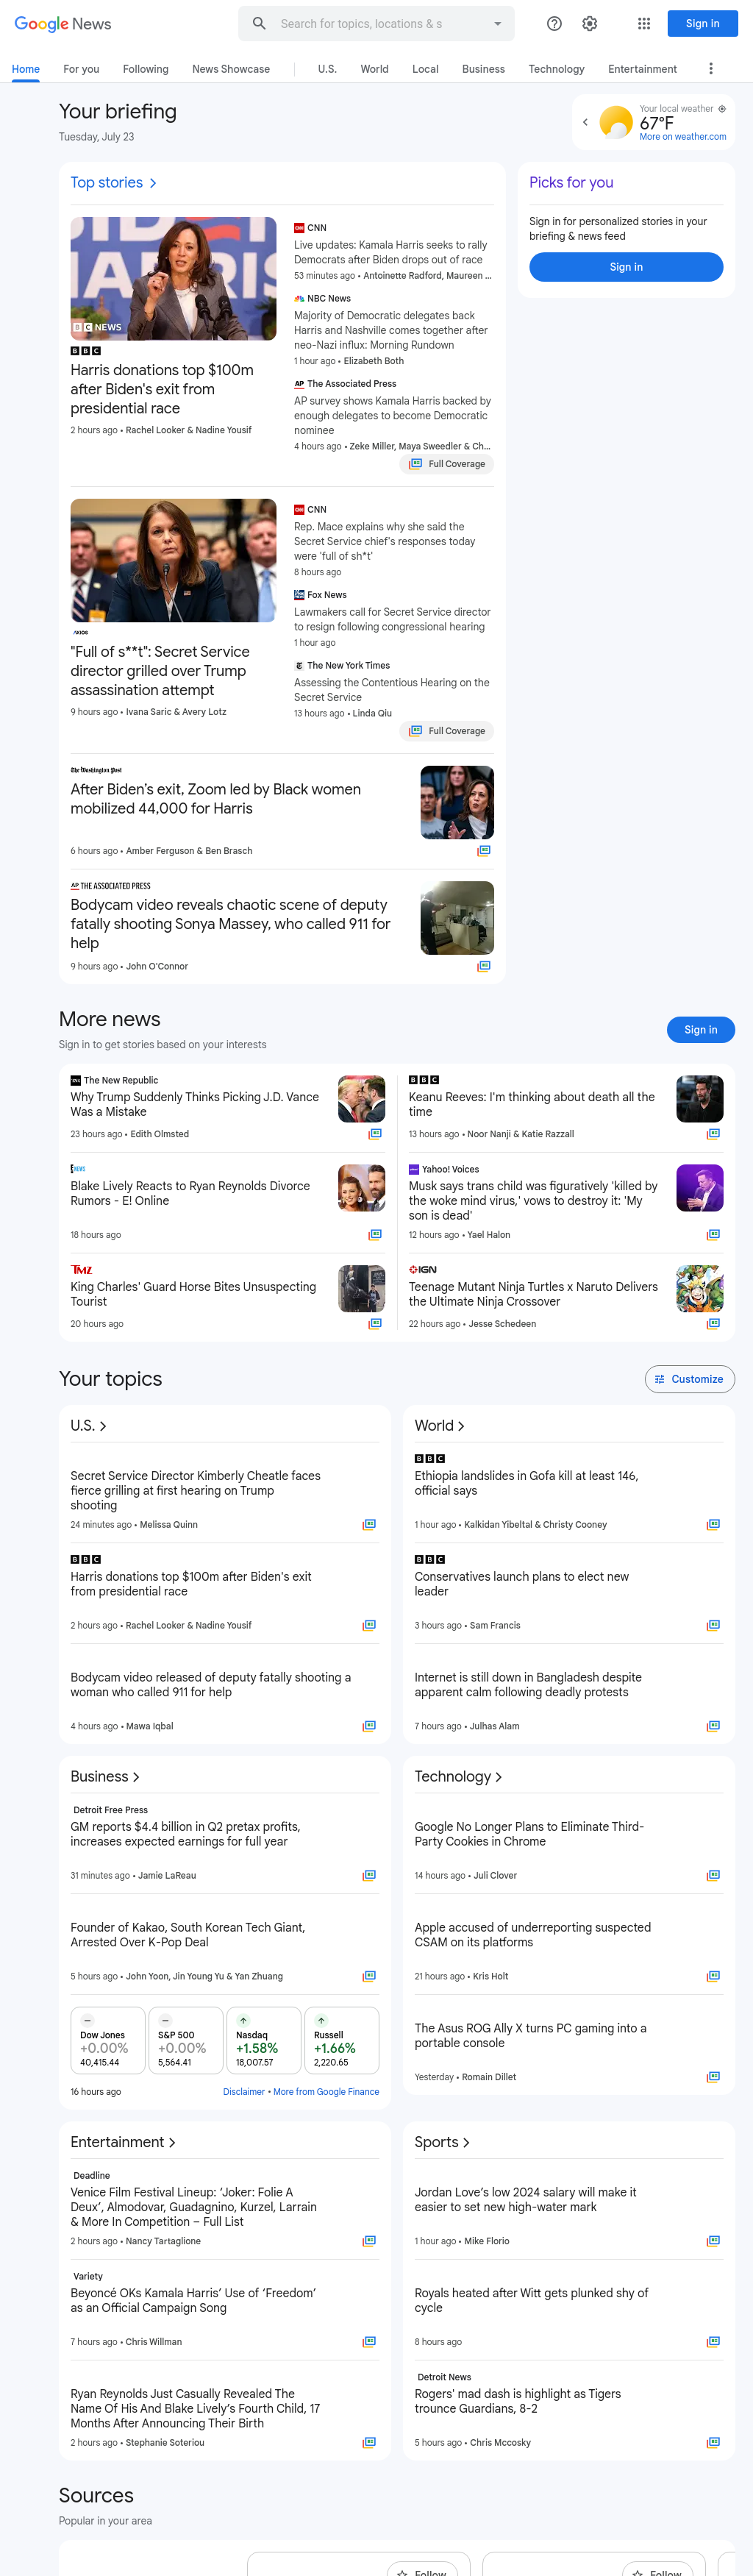 Google News
Search for topics, locations & s
Sign in
Home
For you
Following
News Showcase
U.S.
World
Local
Business
Technology
Entertainment
Your briefing
Tuesday, July 23
Your local weather
67°F
More on weather.com
Top stories
HARRIS
BBC NEWS
BBC
Harris donations top $100m
after Biden's exit from
presidential race
2 hours ago • Rachel Looker & Nadine Yousif
CNN
Live updates: Kamala Harris seeks to rally
Democrats after Biden drops out of race
53 minutes ago • Antoinette Radford, Maureen ...
NBC News
Majority of Democratic delegates back
Harris and Nashville comes together after
neo-Nazi influx: Morning Rundown
1 hour ago • Elizabeth Both
AP The Associated Press
AP survey shows Kamala Harris backed by
enough delegates to become Democratic
nominee
4 hours ago • Zeke Miller, Maya Sweedler & Ch...
Full Coverage
Picks for you
Sign in for personalized stories in your
briefing & news feed
Sign in
AXIOS
"Full of s**t": Secret Service
director grilled over Trump
assassination attempt
9 hours ago • Ivana Saric & Avery Lotz
CNN
Rep. Mace explains why she said the
Secret Service chief's responses today
were 'full of sh*t'
8 hours ago
Fox News
Lawmakers call for Secret Service director
to resign following congressional hearing
1 hour ago
The New York Times
Assessing the Contentious Hearing on the
Secret Service
13 hours ago • Linda Qiu
Full Coverage
The Washington Post
After Biden's exit, Zoom led by Black women
mobilized 44,000 for Harris
6 hours ago • Amber Ferguson & Ben Brasch
AP THE ASSOCIATED PRESS
Bodycam video reveals chaotic scene of deputy
fatally shooting Sonya Massey, who called 911 for
help
9 hours ago • John O'Connor
More news
Sign in to get stories based on your interests
Sign in
The New Republic
Why Trump Suddenly Thinks Picking J.D. Vance
Was a Mistake
23 hours ago • Edith Olmsted
BBC
Keanu Reeves: I'm thinking about death all the
time
13 hours ago • Noor Nanji & Katie Razzall
E NEWS
Blake Lively Reacts to Ryan Reynolds Divorce
Rumors - E! Online
18 hours ago
Yahoo! Voices
Musk says trans child was figuratively 'killed by
the woke mind virus,' vows to destroy it: 'My
son is dead'
12 hours ago • Yael Halon
TMZ
King Charles' Guard Horse Bites Unsuspecting
Tourist
20 hours ago
IGN
Teenage Mutant Ninja Turtles x Naruto Delivers
the Ultimate Ninja Crossover
22 hours ago • Jesse Schedeen
Your topics
Customize
U.S.
Secret Service Director Kimberly Cheatle faces
fierce grilling at first hearing on Trump
shooting
24 minutes ago • Melissa Quinn
BBC
Harris donations top $100m after Biden's exit
from presidential race
2 hours ago • Rachel Looker & Nadine Yousif
Bodycam video released of deputy fatally shooting a
woman who called 911 for help
4 hours ago • Mawa Iqbal
World
BBC
Ethiopia landslides in Gofa kill at least 146,
official says
1 hour ago • Kalkidan Yibeltal & Christy Cooney
BBC
Conservatives launch plans to elect new
leader
3 hours ago • Sam Francis
Internet is still down in Bangladesh despite
apparent calm following deadly protests
7 hours ago • Julhas Alam
Business
Detroit Free Press
GM reports $4.4 billion in Q2 pretax profits,
increases expected earnings for full year
31 minutes ago • Jamie LaReau
Founder of Kakao, South Korean Tech Giant,
Arrested Over K-Pop Deal
5 hours ago • John Yoon, Jin Young Yu & Yan Zhuang
Dow Jones
+0.00%
40,415.44
S&P 500
+0.00%
5,564.41
Nasdaq
+1.58%
18,007.57
Russell
+1.66%
2,220.65
16 hours ago
Disclaimer • More from Google Finance
Technology
Google No Longer Plans to Eliminate Third-
Party Cookies in Chrome
14 hours ago • Juli Clover
Apple accused of underreporting suspected
CSAM on its platforms
21 hours ago • Kris Holt
The Asus ROG Ally X turns PC gaming into a
portable console
Yesterday • Romain Dillet
Entertainment
Deadline
Venice Film Festival Lineup: ‘Joker: Folie A
Deux’, Almodovar, Guadagnino, Kurzel, Larrain
& More In Competition – Full List
2 hours ago • Nancy Tartaglione
Variety
Beyoncé OKs Kamala Harris’ Use of ‘Freedom’
as an Official Campaign Song
7 hours ago • Chris Willman
Ryan Reynolds Just Casually Revealed The
Name Of His And Blake Lively’s Fourth Child, 17
Months After Announcing Their Birth
2 hours ago • Stephanie Soteriou
Sports
Jordan Love’s low 2024 salary will make it
easier to set new high-water mark
1 hour ago • Mike Florio
Royals heated after Witt gets plunked shy of
cycle
8 hours ago
Detroit News
Rogers' mad dash is highlight as Tigers
trounce Guardians, 8-2
5 hours ago • Chris Mccosky
Sources
Popular in your area
Follow
Follow